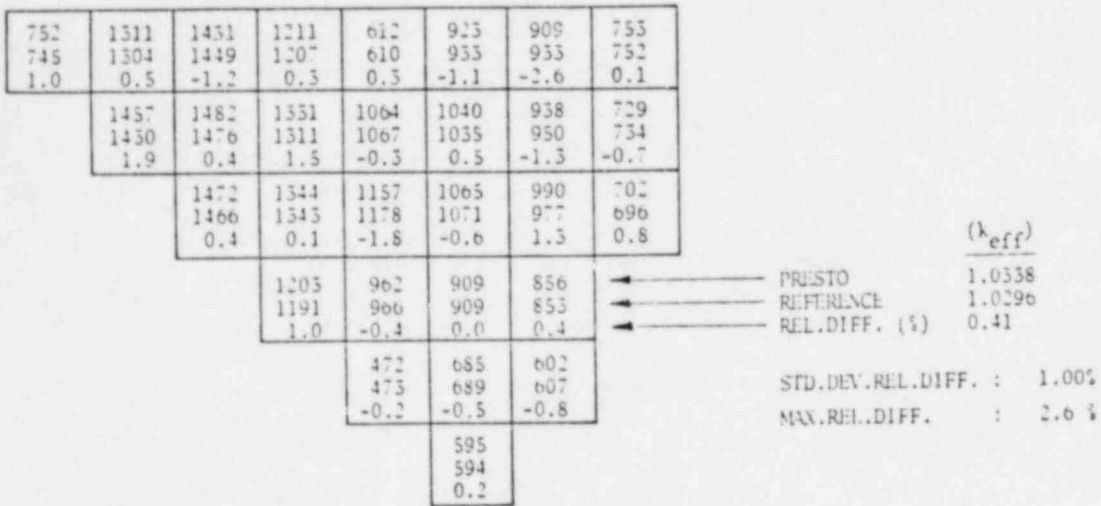 752 1311 1431 1211 612 923 909 753
745 1304 1449 1207 610 933 933 752
1.0 0.5 -1.2 0.3 0.3 -1.1 -2.6 0.1
1457 1482 1331 1064 1040 938 729
1430 1476 1311 1067 1035 950 734
1.9 0.4 1.5 -0.3 0.5 -1.3 -0.7
1472 1344 1157 1065 990 702
1466 1343 1178 1071 977 696
0.4 0.1 -1.8 -0.6 1.3 0.8
(keff)
1203 962 909 856 PRESTO 1.0338
1191 966 909 853 REFERENCE 1.0296
1.0 -0.4 0.0 0.4 REL.DIFF. (%) 0.41
472 685 602
473 689 607
-0.2 -0.5 -0.8
STD.DEV.REL.DIFF. : 1.00%
MAX.REL.DIFF. : 2.6 %
595
594
0.2